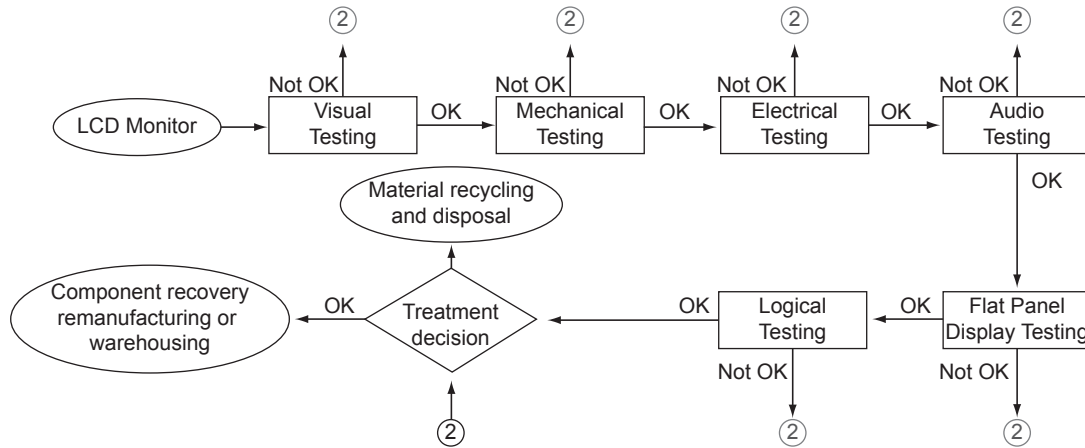 2
2
2
2
Not OK
Not OK
Not OK
Not OK
LCD Monitor
Visual
Testing
OK
Mechanical
Testing
OK
Electrical
Testing
OK
Audio
Testing
OK
Material recycling
and disposal
Component recovery
remanufacturing or
warehousing
OK
Treatment
decision
OK
Logical
Testing
OK
Flat Panel
Display Testing
Not OK
Not OK
2
2
2